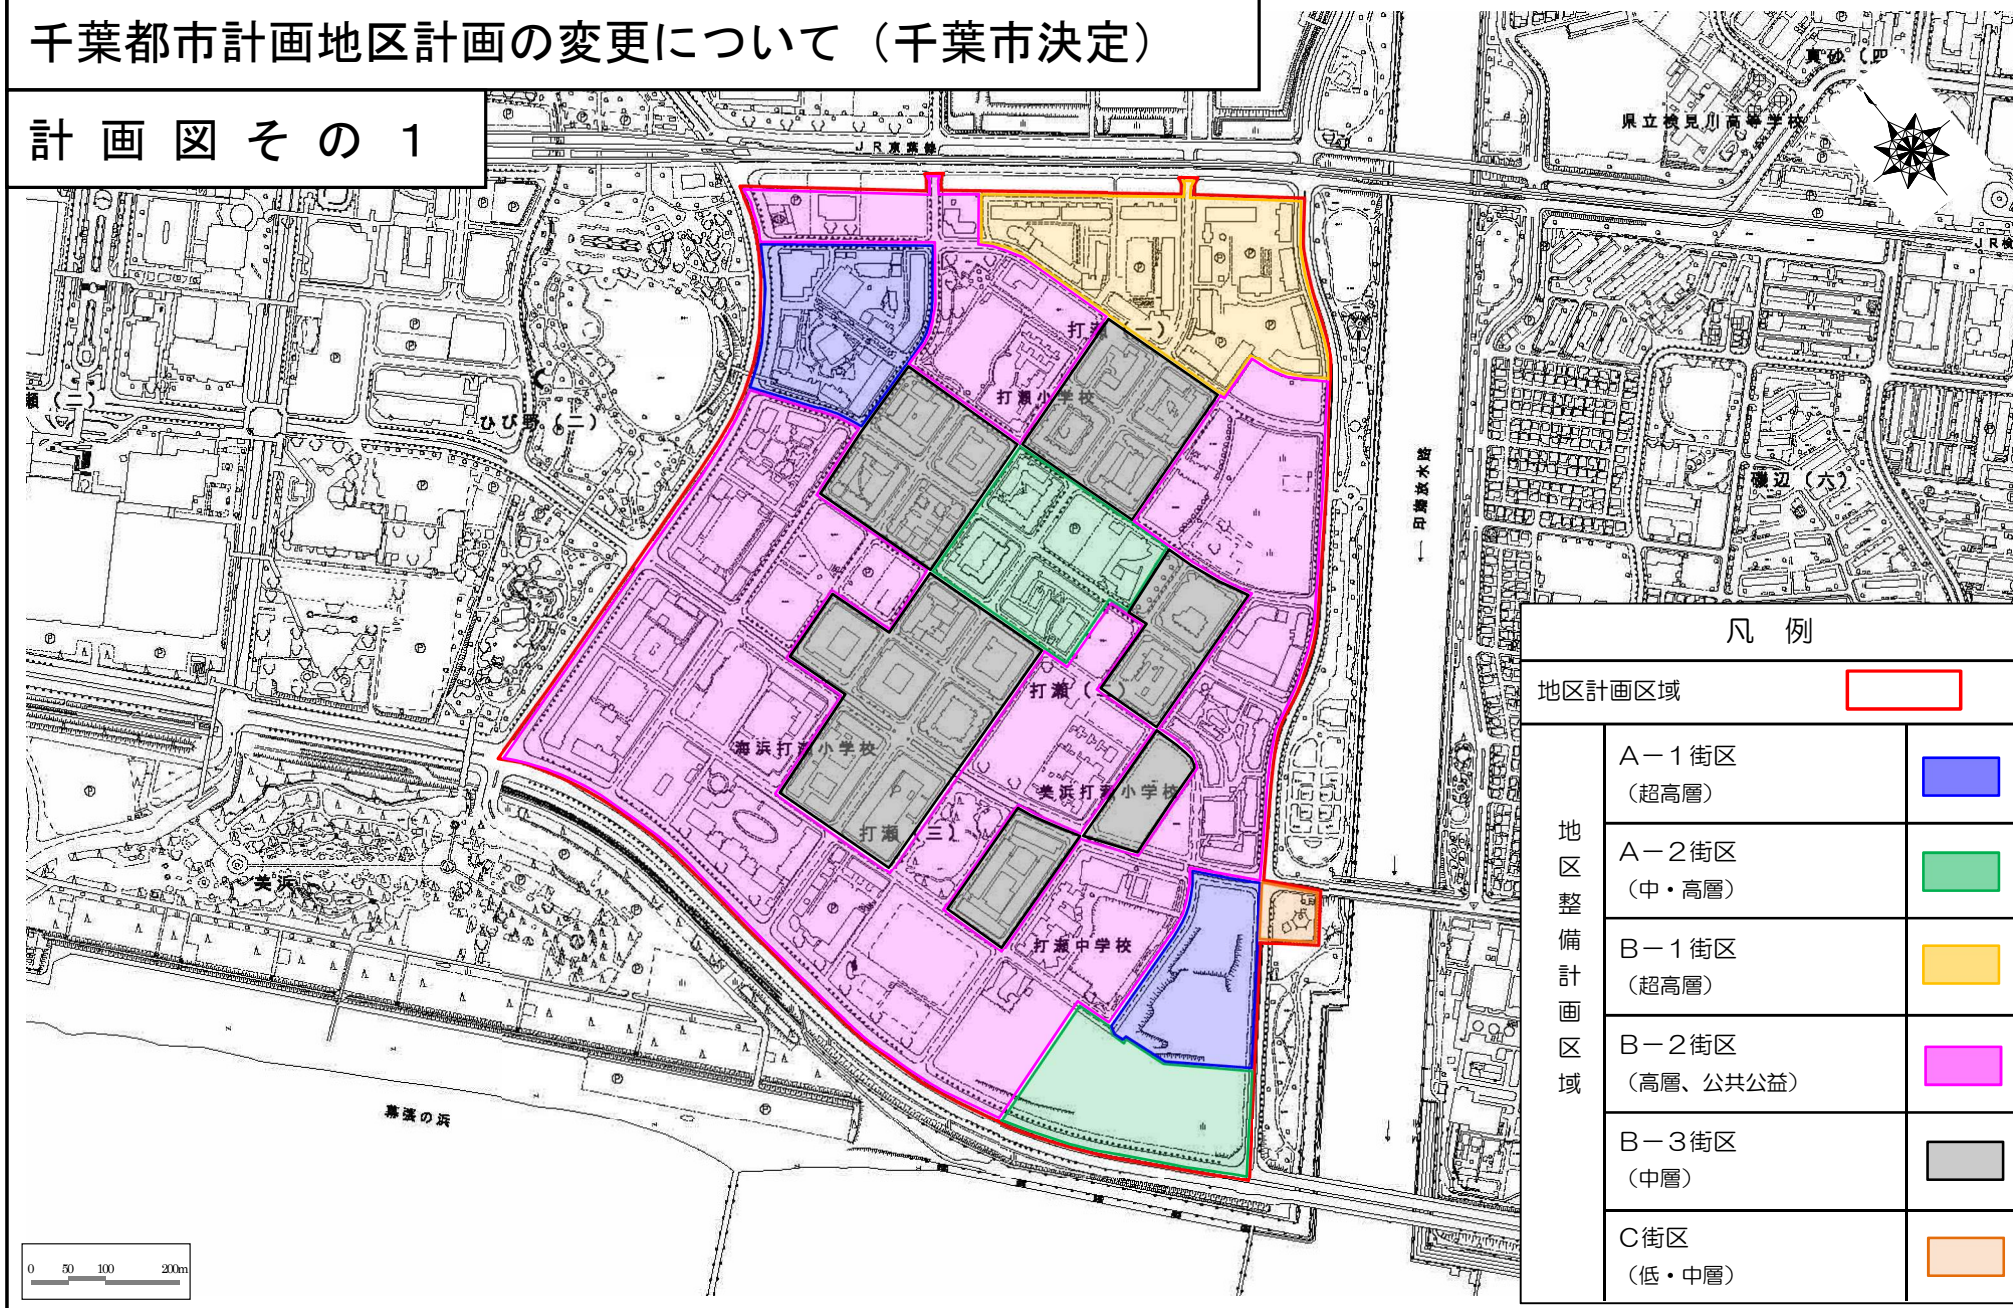 千葉都市計画地区計画の変更について（千葉市決定）
計画図その１
真砂（四
県立検見川高等学校
ＪＲ京葉線
ＪＲ
打瀬（一）
打瀬小学校
瀬（二）
ひび野（二）
← 印旛放水路
磯辺（六）
打瀬（二）
海浜打瀬小学校
美浜打瀬小学校
打瀬（三）
打瀬中学校
美浜
幕張の浜
凡　例
地区計画区域
地区整備計画区域
Ａ－１街区
（超高層）
Ａ－２街区
（中・高層）
Ｂ－１街区
（超高層）
Ｂ－２街区
（高層、公共公益）
Ｂ－３街区
（中層）
Ｃ街区
（低・中層）
0 50 100 200m